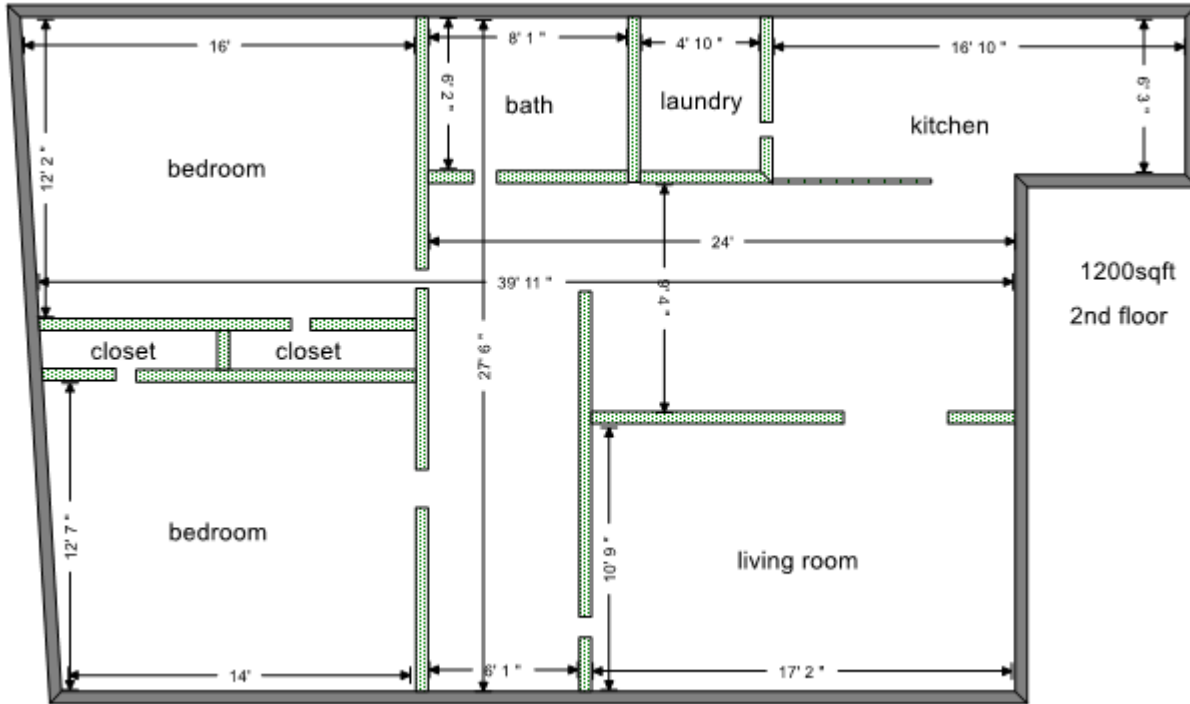 16'
8' 1 "
4' 10 "
16' 10 "
6' 2 "
6' 3 "
bath
laundry
kitchen
bedroom
12' 2 "
24'
39' 11 "
9' 4 "
1200sqft
2nd floor
closet
closet
27' 6 "
bedroom
12' 7 "
10' 9 "
living room
14'
6' 1 "
17' 2 "